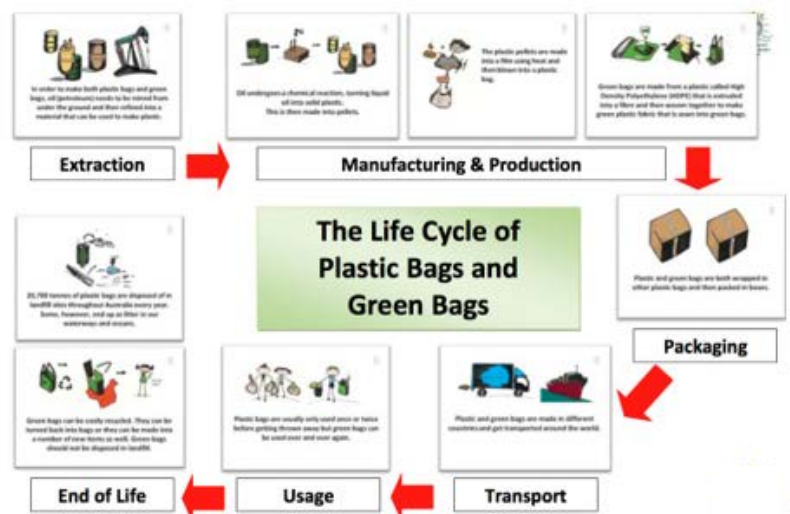 In order to make both plastic bags and green
bags, oil (petroleum) needs to be mined from
under the ground and then refined into a
material that can be used to make plastic.
Extraction
Oil undergoes a chemical reaction, turning liquid
oil into solid plastic.
This is then made into pellets.
The plastic pellets are made
into a film using heat and
then blown into a plastic
bag.
Green bags are made from a plastic called High
Density Polyethylene (HDPE) that is extruded
into a fibre and then woven together to make
green plastic fabric that is sewn into green bags.
Manufacturing & Production
The Life Cycle of
Plastic Bags and
Green Bags
Plastic and green bags are both wrapped in
other plastic bags and then packed in boxes.
Packaging
Plastic and green bags are made in different
countries and get transported around the world.
Transport
Plastic bags are usually only used once or twice
before getting thrown away but green bags can
be used over and over again.
Usage
20,700 tonnes of plastic bags are disposed of in
landfill sites throughout Australia every year.
Some, however, end up as litter in our
waterways and oceans.
Green bags can be easily recycled. They can be
turned back into bags or they can be made into
a number of new items as well. Green bags
should not be disposed in landfill.
End of Life